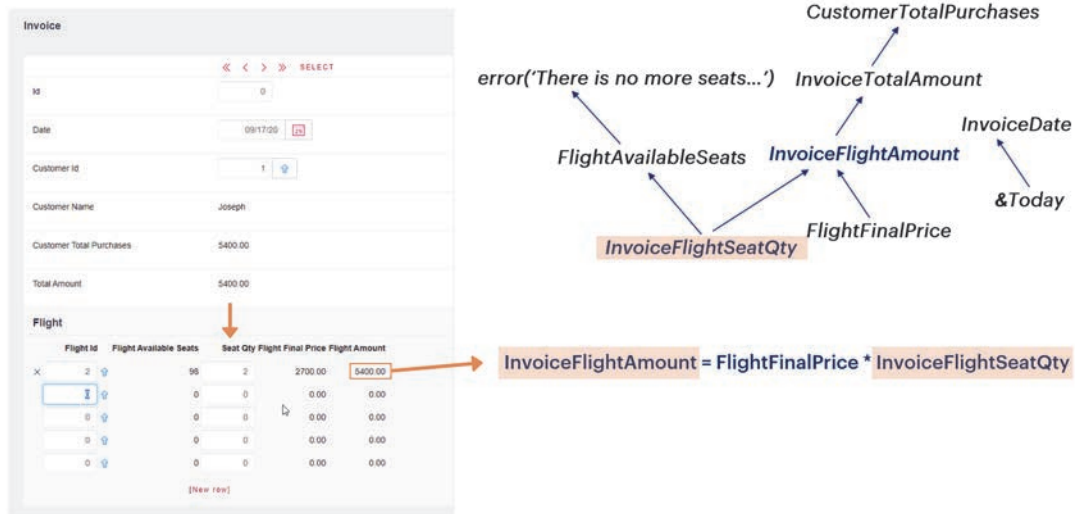 Invoice
« < > » SELECT
Id 0
Date 09/17/20
Customer Id 1
Customer Name Joseph
Customer Total Purchases 5400.00
Total Amount 5400.00
Flight
Flight Id Flight Available Seats Seat Qty Flight Final Price Flight Amount
× 2 96 2 2700.00 5400.00
0 0 0.00 0.00
0 0 0 0.00 0.00
0 0 0 0.00 0.00
0 0 0 0.00 0.00
[New row]
CustomerTotalPurchases
error('There is no more seats...') InvoiceTotalAmount
InvoiceDate
FlightAvailableSeats InvoiceFlightAmount
&Today
FlightFinalPrice
InvoiceFlightSeatQty
InvoiceFlightAmount = FlightFinalPrice * InvoiceFlightSeatQty